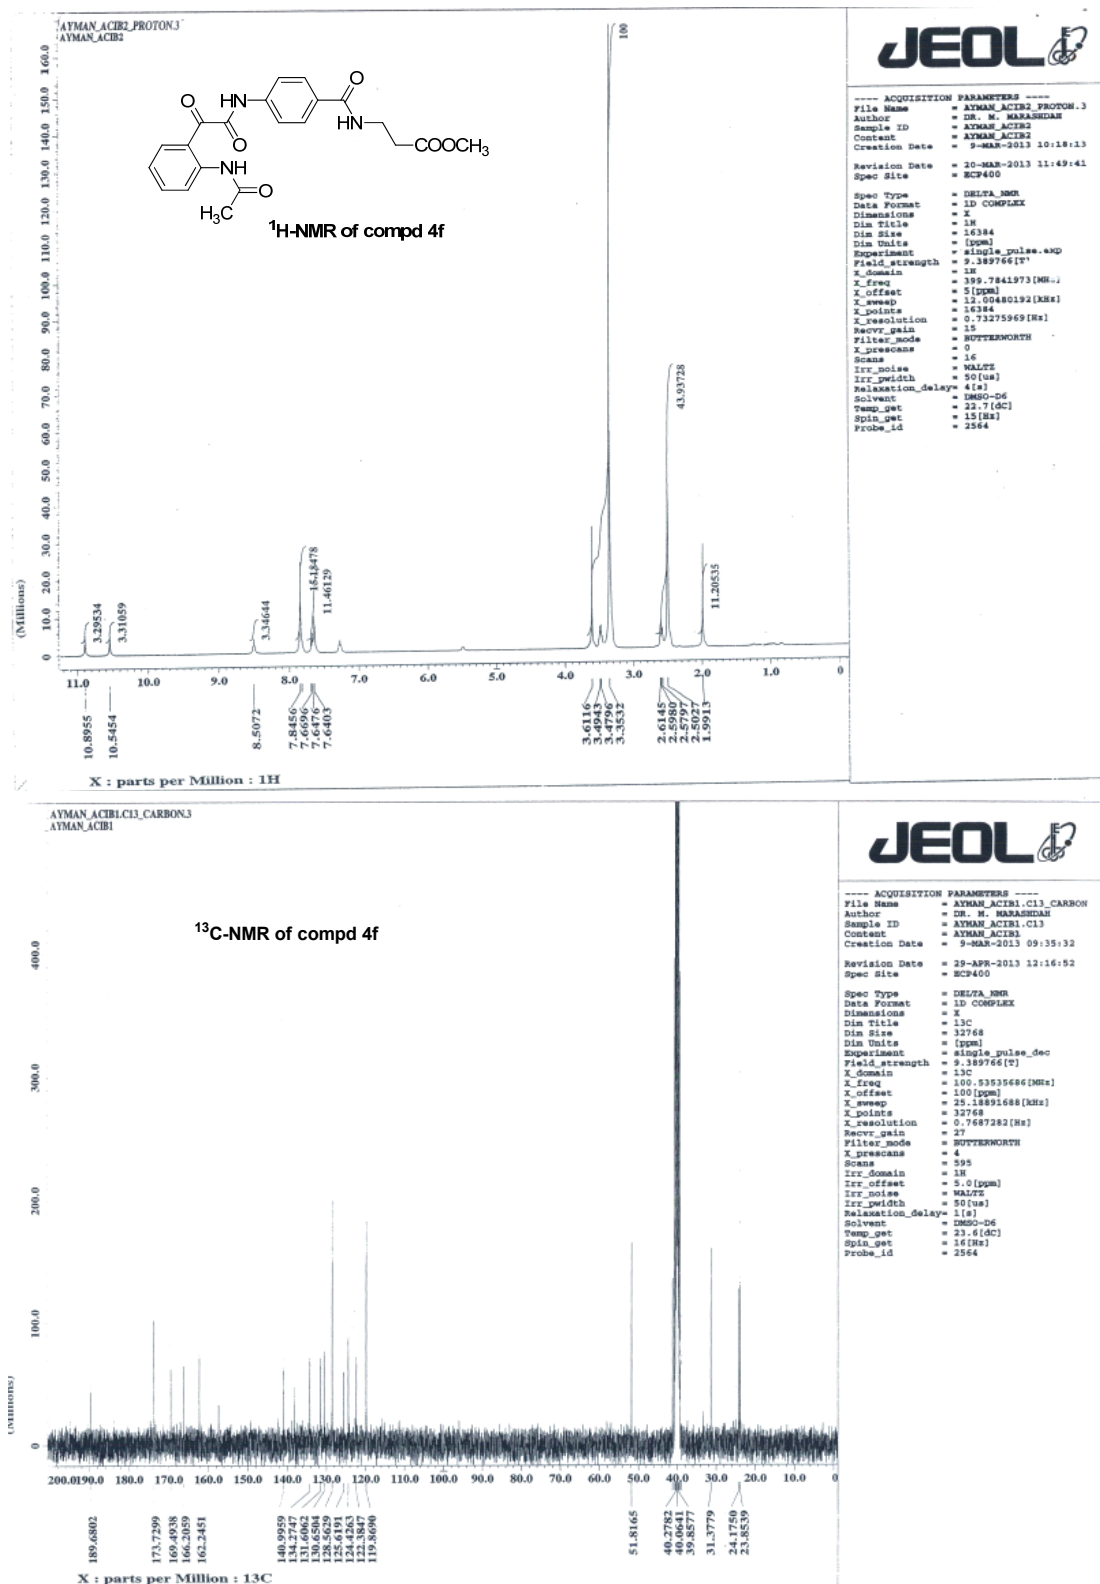 AYMAN_ACIB2_PROTON.3
AYMAN_ACIB2
JEOL
---- ACQUISITION PARAMETERS ----
File Name = AYMAN_ACIB2_PROTON.3
Author = DR. M. MARASHDAH
Sample ID = AYMAN_ACIB2
Content = AYMAN_ACIB2
Creation Date = 9-MAR-2013 10:18:13
Revision Date = 20-MAR-2013 11:49:41
Spec Site = ECP400
Spec Type = DELTA_NMR
Data Format = 1D COMPLEX
Dimensions = X
Dim Title = 1H
Dim Size = 16384
Dim Units = [ppm]
Experiment = single_pulse.exp
Field_strength = 9.389766[T]
X_domain = 1H
X_freq = 399.7841973[MHz]
X_offset = 5[ppm]
X_sweep = 12.00480192[kHz]
X_points = 16384
X_resolution = 0.73275969[Hz]
Recvr_gain = 15
Filter_mode = BUTTERWORTH
X_prescans = 0
Scans = 16
Irr_noise = WALTZ
Irr_pwidth = 50[us]
Relaxation_delay= 4[s]
Solvent = DMSO-D6
Temp_get = 22.7[dC]
Spin_get = 15[Hz]
Probe_id = 2564
O
HN
O
O
HN
COOCH3
NH
O
H3C
1H-NMR of compd 4f
(Millions)
0 10.0 20.0 30.0 40.0 50.0 60.0 70.0 80.0 90.0 100.0 110.0 120.0 130.0 140.0 150.0 160.0
3.29534
3.31059
3.34644
15.18478
11.46129
100
43.93728
11.20535
11.0 10.0 9.0 8.0 7.0 6.0 5.0 4.0 3.0 2.0 1.0 0
10.8955
10.5454
8.5072
7.8456
7.6696
7.6476
7.6403
3.6116
3.4943
3.4796
3.3532
2.6145
2.5980
2.5797
2.5027
1.9913
X : parts per Million : 1H
AYMAN_ACIB1.C13_CARBON.3
AYMAN_ACIB1
JEOL
---- ACQUISITION PARAMETERS ----
File Name = AYMAN_ACIB1.C13_CARBON
Author = DR. M. MARASHDAH
Sample ID = AYMAN_ACIB1.C13
Content = AYMAN_ACIB1
Creation Date = 9-MAR-2013 09:35:32
Revision Date = 29-APR-2013 12:16:52
Spec Site = ECP400
Spec Type = DELTA_NMR
Data Format = 1D COMPLEX
Dimensions = X
Dim Title = 13C
Dim Size = 32768
Dim Units = [ppm]
Experiment = single_pulse_dec
Field_strength = 9.389766[T]
X_domain = 13C
X_freq = 100.53535686[MHz]
X_offset = 100[ppm]
X_sweep = 25.18891688[kHz]
X_points = 32768
X_resolution = 0.7687282[Hz]
Recvr_gain = 27
Filter_mode = BUTTERWORTH
X_prescans = 4
Scans = 595
Irr_domain = 1H
Irr_offset = 5.0[ppm]
Irr_noise = WALTZ
Irr_pwidth = 50[us]
Relaxation_delay= 1[s]
Solvent = DMSO-D6
Temp_get = 23.6[dC]
Spin_get = 16[Hz]
Probe_id = 2564
13C-NMR of compd 4f
(Millions)
0 100.0 200.0 300.0 400.0
200.0 190.0 180.0 170.0 160.0 150.0 140.0 130.0 120.0 110.0 100.0 90.0 80.0 70.0 60.0 50.0 40.0 30.0 20.0 10.0 0
189.6802
173.7299
169.4938
166.2059
162.2451
140.9959
134.2747
131.6062
130.6504
128.5629
125.6191
124.4263
122.3847
119.8690
51.8165
40.2782
40.0641
39.8577
31.3779
24.1750
23.8539
X : parts per Million : 13C